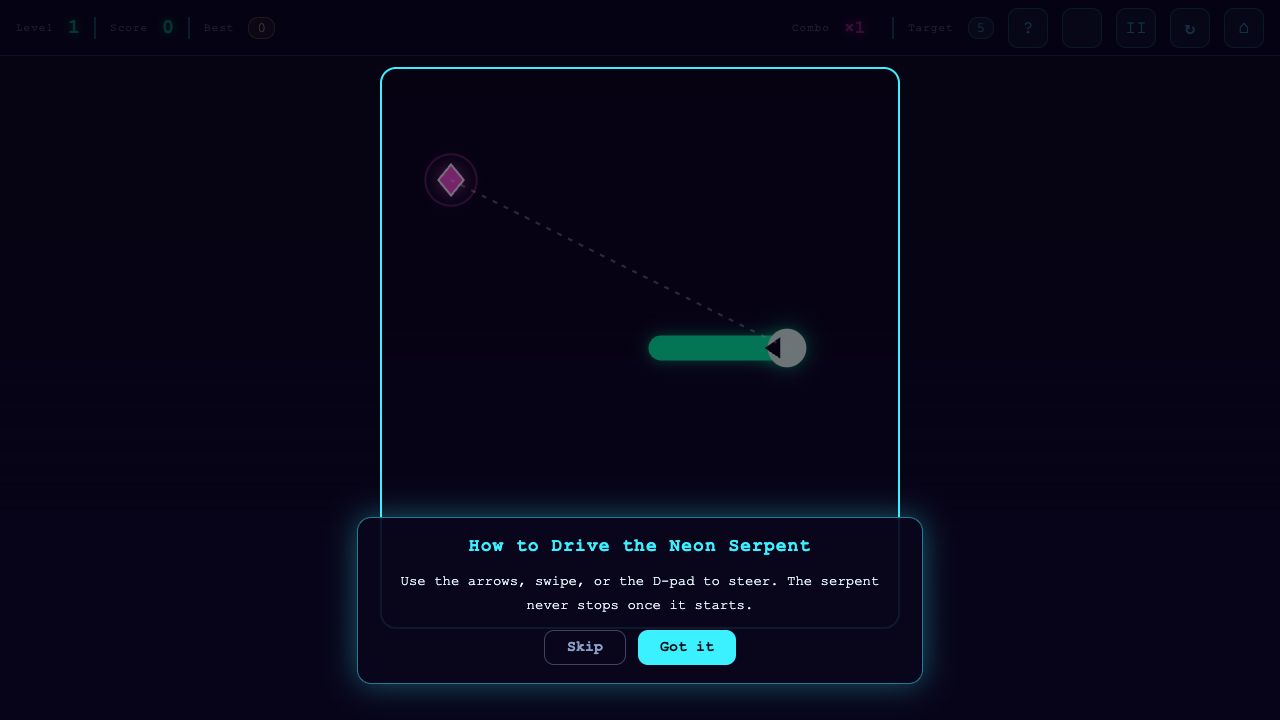 Level 1 Score 0 Best 0 Combo ×1 Target 5 ? II ↻ ⌂
How to Drive the Neon Serpent
Use the arrows, swipe, or the D-pad to steer. The serpent
never stops once it starts.
Skip Got it